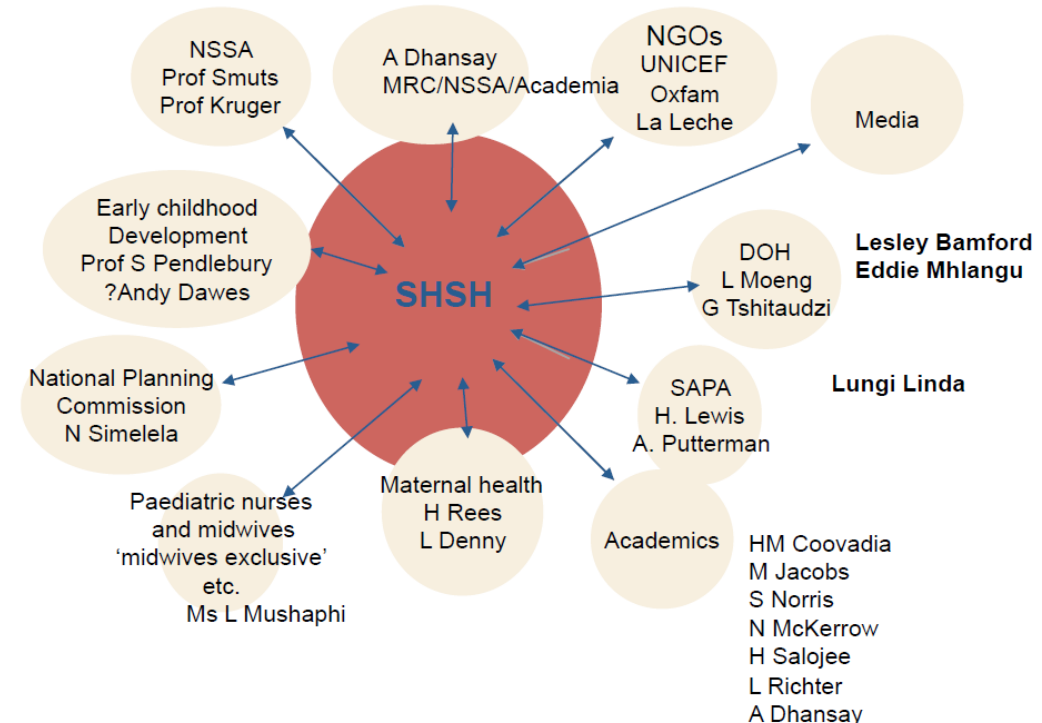 NSSA
Prof Smuts
Prof Kruger
A Dhansay
MRC/NSSA/Academia
NGOs
UNICEF
Oxfam
La Leche
Media
Early childhood
Development
Prof S Pendlebury
?Andy Dawes
SHSH
DOH
L Moeng
G Tshitaudzi
Lesley Bamford
Eddie Mhlangu
National Planning
Commission
N Simelela
SAPA
H. Lewis
A. Putterman
Lungi Linda
Paediatric nurses
and midwives
‘midwives exclusive’
etc.
Ms L Mushaphi
Maternal health
H Rees
L Denny
Academics
HM Coovadia
M Jacobs
S Norris
N McKerrow
H Salojee
L Richter
A Dhansay